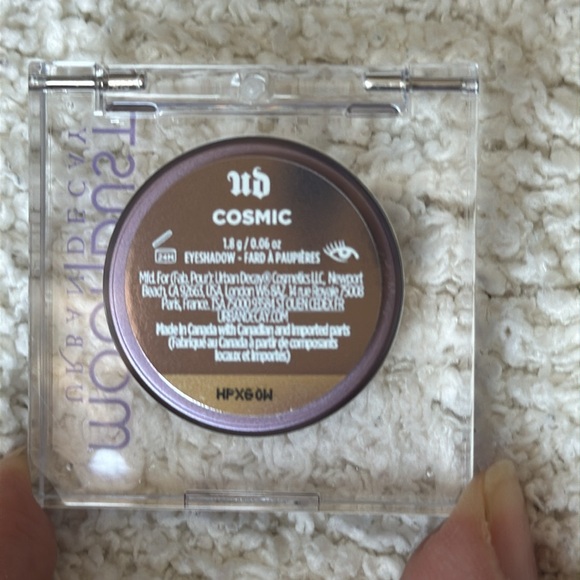 UD
COSMIC
1.8 g / 0.06 oz
24M EYESHADOW - FARD À PAUPIÈRES
Mfd. For (Fab. Pour): Urban Decay® Cosmetics LLC, Newport
Beach, CA 92663, USA, London W6 8AZ, 14 rue Royale 75008
Paris, France. TSA 75000 93584 ST OUEN CEDEX FR
URBANDECAY.COM
Made in Canada with Canadian and imported parts
(Fabriqué au Canada à partir de composants
locaux et importés)
URBAN DECAY
MOONDUST